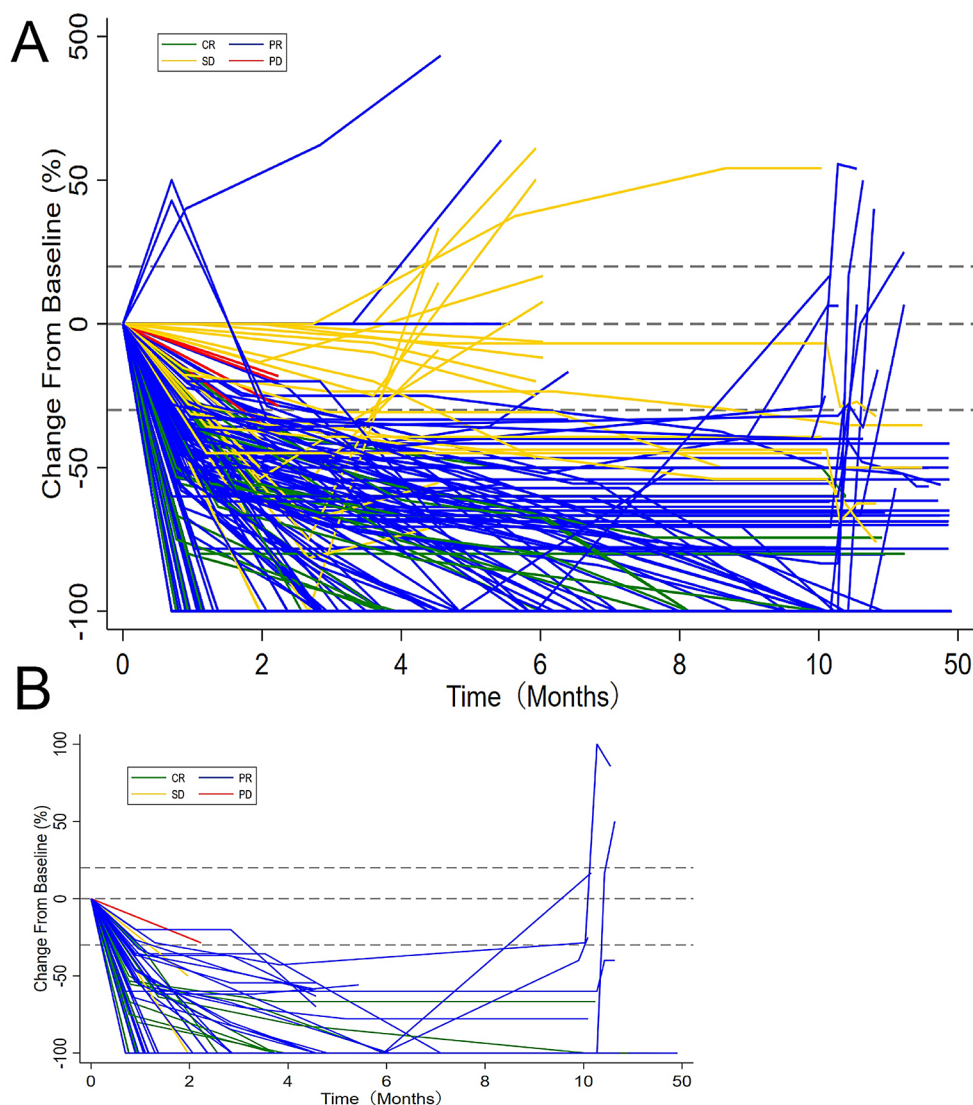 A
500
50
0
-50
-100
Change From Baseline (%)
CR PR
SD PD
0 2 4 6 8 10 50
Time (Months)
B
100
50
0
-50
-100
Change From Baseline (%)
CR PR
SD PD
0 2 4 6 8 10 50
Time (Months)